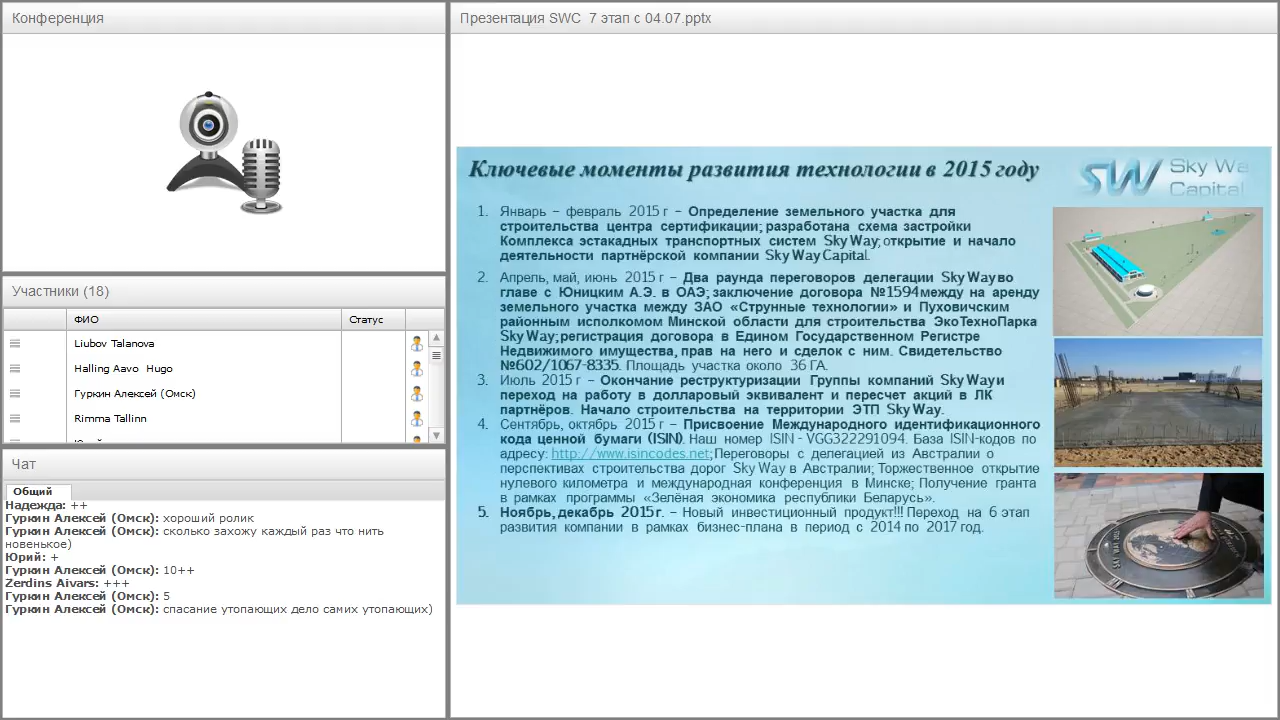 Конференция
Презентация SWC 7 этап с 04.07.pptx
Участники (18)
ФИО
Статус
Liubov Talanova
Halling Aavo Hugo
Гуркин Алексей (Омск)
Rimma Tallinn
Чат
Общий
Надежда: ++
Гуркин Алексей (Омск): хороший ролик
Гуркин Алексей (Омск): сколько захожу каждый раз что нить
новенькое)
Юрий: +
Гуркин Алексей (Омск): 10++
Zerdins Aivars: +++
Гуркин Алексей (Омск): 5
Гуркин Алексей (Омск): спасание утопающих дело самих утопающих)
Ключевые моменты развития технологии в 2015 году
SW Sky Wa
Capital
1. Январь – февраль 2015 г – Определение земельного участка для
строительства центра сертификации; разработана схема застройки
Комплекса эстакадных транспортных систем Sky Way; открытие и начало
деятельности партнёрской компании Sky Way Capital.
2. Апрель, май, июнь 2015 г – Два раунда переговоров делегации Sky Way во
главе с Юницким А.Э. в ОАЭ; заключение договора №1594 между на аренду
земельного участка между ЗАО «Струнные технологии» и Пуховичским
районным исполкомом Минской области для строительства ЭкоТехноПарка
Sky Way; регистрация договора в Едином Государственном Регистре
Недвижимого имущества, прав на него и сделок с ним. Свидетельство
№602/1067-8335. Площадь участка около 36 ГА.
3. Июль 2015 г – Окончание реструктуризации Группы компаний Sky Way и
переход на работу в долларовый эквивалент и пересчет акций в ЛК
партнёров. Начало строительства на территории ЭТП Sky Way.
4. Сентябрь, октябрь 2015 г – Присвоение Международного идентификационного
кода ценной бумаги (ISIN). Наш номер ISIN - VGG322291094. База ISIN-кодов по
адресу: http://www.isincodes.net; Переговоры с делегацией из Австралии о
перспективах строительства дорог Sky Way в Австралии; Торжественное открытие
нулевого километра и международная конференция в Минске; Получение гранта
в рамках программы «Зелёная экономика республики Беларусь».
5. Ноябрь, декабрь 2015 г. – Новый инвестиционный продукт!!! Переход на 6 этап
развития компании в рамках бизнес-плана в период с 2014 по 2017 год.